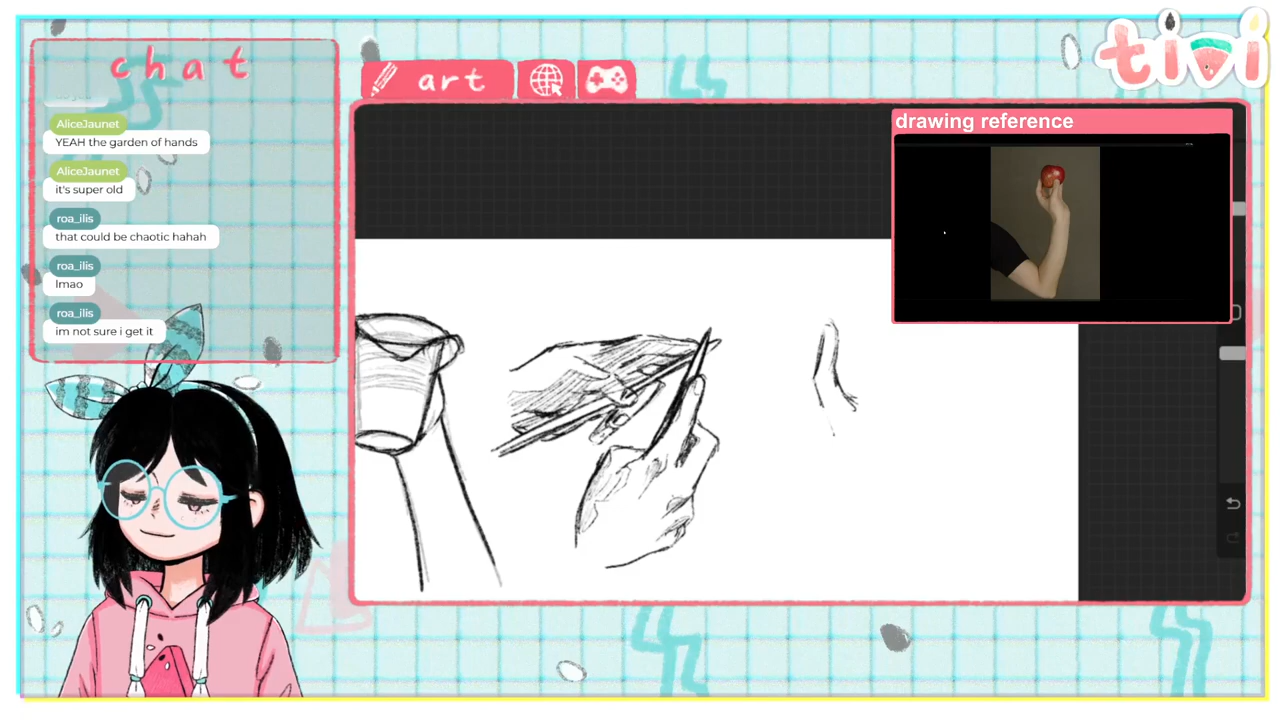 chat
AliceJaunet
YEAH the garden of hands
AliceJaunet
it's super old
roa_ilis
that could be chaotic hahah
roa_ilis
lmao
roa_ilis
im not sure i get it
art
drawing reference
tivi